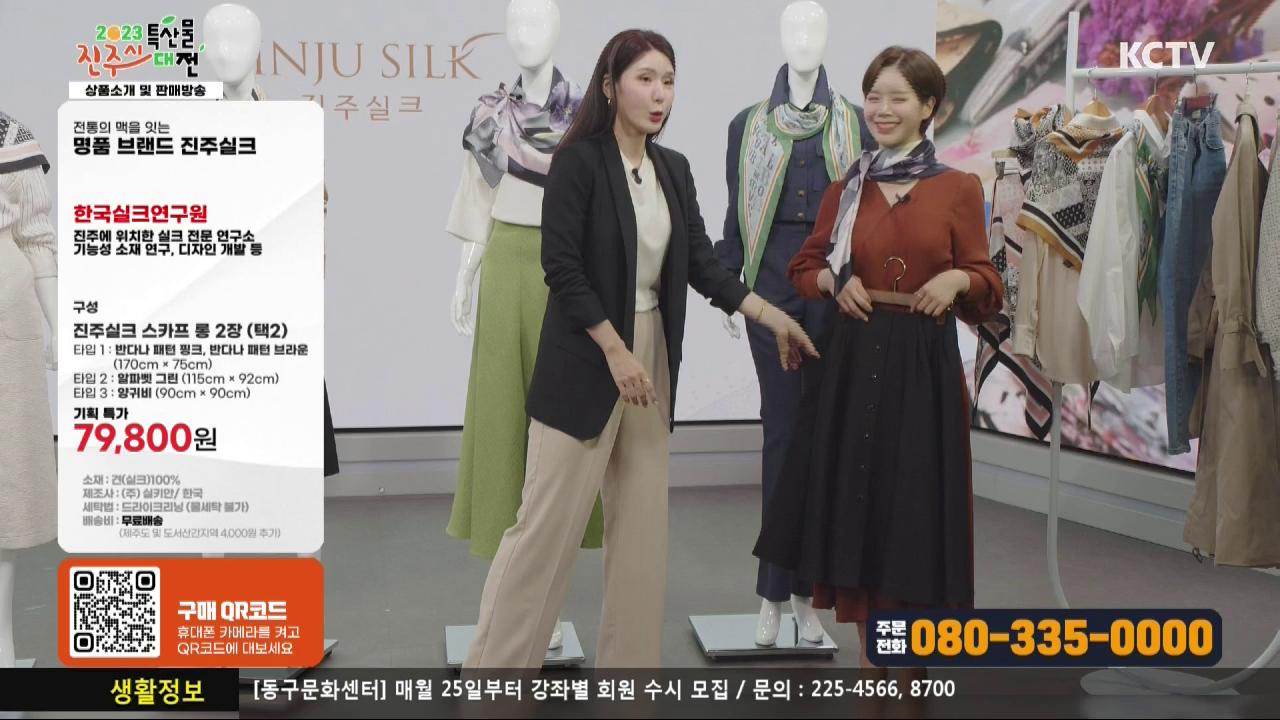 2023
진주시 특산물
대전
상품소개 및 판매방송
전통의 맥을 잇는
명품 브랜드 진주실크
한국실크연구원
진주에 위치한 실크 전문 연구소
기능성 소재 연구, 디자인 개발 등
구성
진주실크 스카프 롱 2장 (택2)
타입 1 : 반다나 패턴 핑크, 반다나 패턴 브라운
(170cm × 75cm)
타입 2 : 알파벳 그린 (115cm × 92cm)
타입 3 : 양귀비 (90cm × 90cm)
기획 특가
79,800원
소재 : 견(실크)100%
제조사 : (주) 실키안/ 한국
세탁법 : 드라이크리닝 (물세탁 불가)
배송비 : 무료배송
(제주도 및 도서산간지역 4,000원 추가)
구매 QR코드
휴대폰 카메라를 켜고
QR코드에 대보세요
INJU SILK
진주실크
KCTV
주문
전화 080-335-0000
생활정보 [동구문화센터] 매월 25일부터 강좌별 회원 수시 모집 / 문의 : 225-4566, 8700